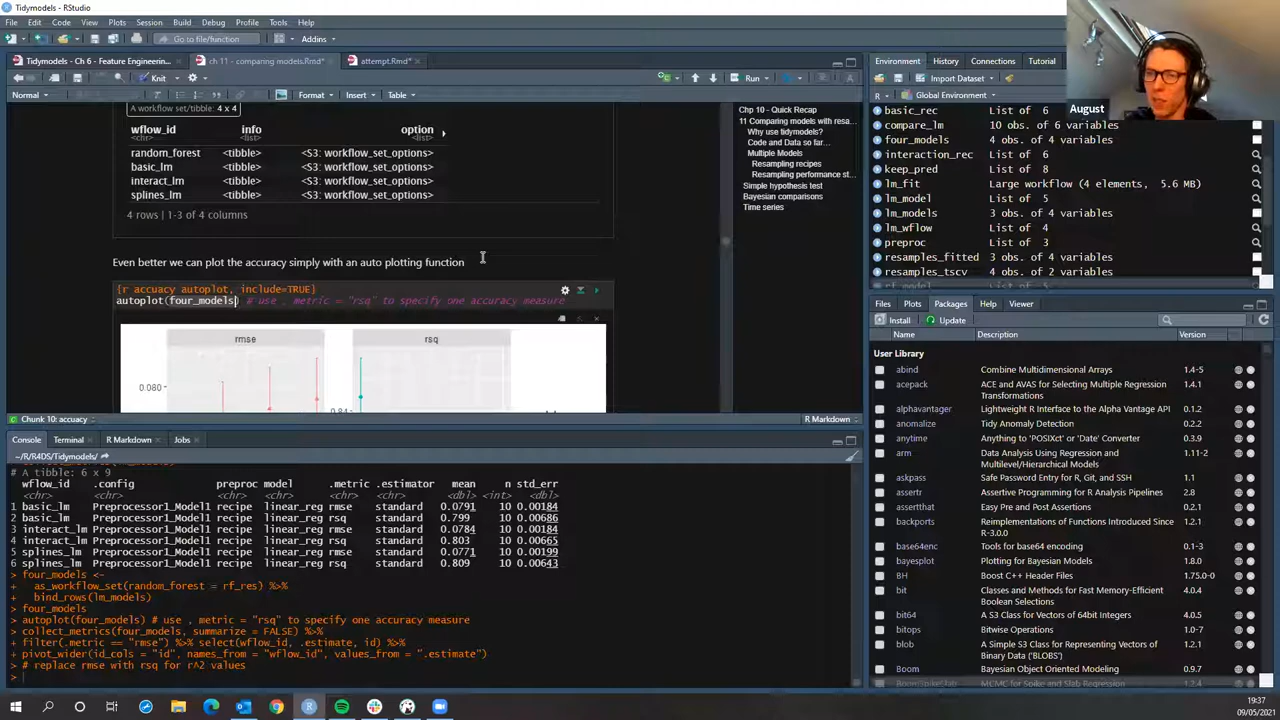 Tidymodels - RStudio
File Edit Code View Plots Session Build Debug Profile Tools Help
Go to file/function Addins
August
Tidymodels - Ch 6 - Feature Engineerin... ch 11 - comparing models.Rmd* attempt.Rmd*
Knit Run
Normal Format Insert Table
A workflow set/tibble: 4 x 4
wflow_id info option
<chr> <list> <list>
random_forest <tibble> <S3: workflow_set_options>
basic_lm <tibble> <S3: workflow_set_options>
interact_lm <tibble> <S3: workflow_set_options>
splines_lm <tibble> <S3: workflow_set_options>
4 rows | 1-3 of 4 columns
Even better we can plot the accuracy simply with an auto plotting function
{r accuacy autoplot, include=TRUE}
autoplot(four_models) # use , metric = "rsq" to specify one accuracy measure
rmse rsq
0.080
0.84
Chp 10 - Quick Recap
11 Comparing models with resa...
Why use tidymodels?
Code and Data so far...
Multiple Models
Resampling recipes
Resampling performance st...
Simple hypothesis test
Bayesian comparisons
Time series
Chunk 10: accuacy R Markdown
Console Terminal R Markdown Jobs
~/R/R4DS/Tidymodels/
# A tibble: 6 x 9
wflow_id .config preproc model .metric .estimator mean n std_err
<chr> <chr> <chr> <chr> <chr> <chr> <dbl> <int> <dbl>
1 basic_lm Preprocessor1_Model1 recipe linear_reg rmse standard 0.0791 10 0.00184
2 basic_lm Preprocessor1_Model1 recipe linear_reg rsq standard 0.799 10 0.00686
3 interact_lm Preprocessor1_Model1 recipe linear_reg rmse standard 0.0784 10 0.00184
4 interact_lm Preprocessor1_Model1 recipe linear_reg rsq standard 0.803 10 0.00665
5 splines_lm Preprocessor1_Model1 recipe linear_reg rmse standard 0.0771 10 0.00199
6 splines_lm Preprocessor1_Model1 recipe linear_reg rsq standard 0.809 10 0.00643
> four_models <-
+ as_workflow_set(random_forest = rf_res) %>%
+ bind_rows(lm_models)
> four_models
> autoplot(four_models) # use , metric = "rsq" to specify one accuracy measure
> collect_metrics(four_models, summarize = FALSE) %>%
+ filter(.metric == "rmse") %>% select(wflow_id, .estimate, id) %>%
+ pivot_wider(id_cols = "id", names_from = "wflow_id", values_from = ".estimate")
> # replace rmse with rsq for r^2 values
>
Environment History Connections Tutorial
Import Dataset
R Global Environment
basic_rec List of 6
compare_lm 10 obs. of 6 variables
four_models 4 obs. of 4 variables
interaction_rec List of 6
keep_pred List of 8
lm_fit Large workflow (4 elements, 5.6 MB)
lm_model List of 5
lm_models 3 obs. of 4 variables
lm_wflow List of 4
preproc List of 3
resamples_fitted 3 obs. of 6 variables
resamples_tscv 3 obs. of 4 variables
Files Plots Packages Help Viewer
Install Update
Name Description Version
User Library
abind Combine Multidimensional Arrays 1.4-5
acepack ACE and AVAS for Selecting Multiple Regression Transformations 1.4.1
alphavantager Lightweight R Interface to the Alpha Vantage API 0.1.2
anomalize Tidy Anomaly Detection 0.2.2
anytime Anything to 'POSIXct' or 'Date' Converter 0.3.9
arm Data Analysis Using Regression and Multilevel/Hierarchical Models 1.11-2
askpass Safe Password Entry for R, Git, and SSH 1.1
assertr Assertive Programming for R Analysis Pipelines 2.8
assertthat Easy Pre and Post Assertions 0.2.1
backports Reimplementations of Functions Introduced Since R-3.0.0 1.2.1
base64enc Tools for base64 encoding 0.1-3
bayesplot Plotting for Bayesian Models 1.8.0
BH Boost C++ Header Files 1.75.0-0
bit Classes and Methods for Fast Memory-Efficient Boolean Selections 4.0.4
bit64 A S3 Class for Vectors of 64bit Integers 4.0.5
bitops Bitwise Operations 1.0-7
blob A Simple S3 Class for Representing Vectors of Binary Data ('BLOBS') 1.2.1
Boom Bayesian Object Oriented Modeling 0.9.7
BoomSpikeSlab MCMC for Spike and Slab Regression 1.2.4
19:37
09/05/2021